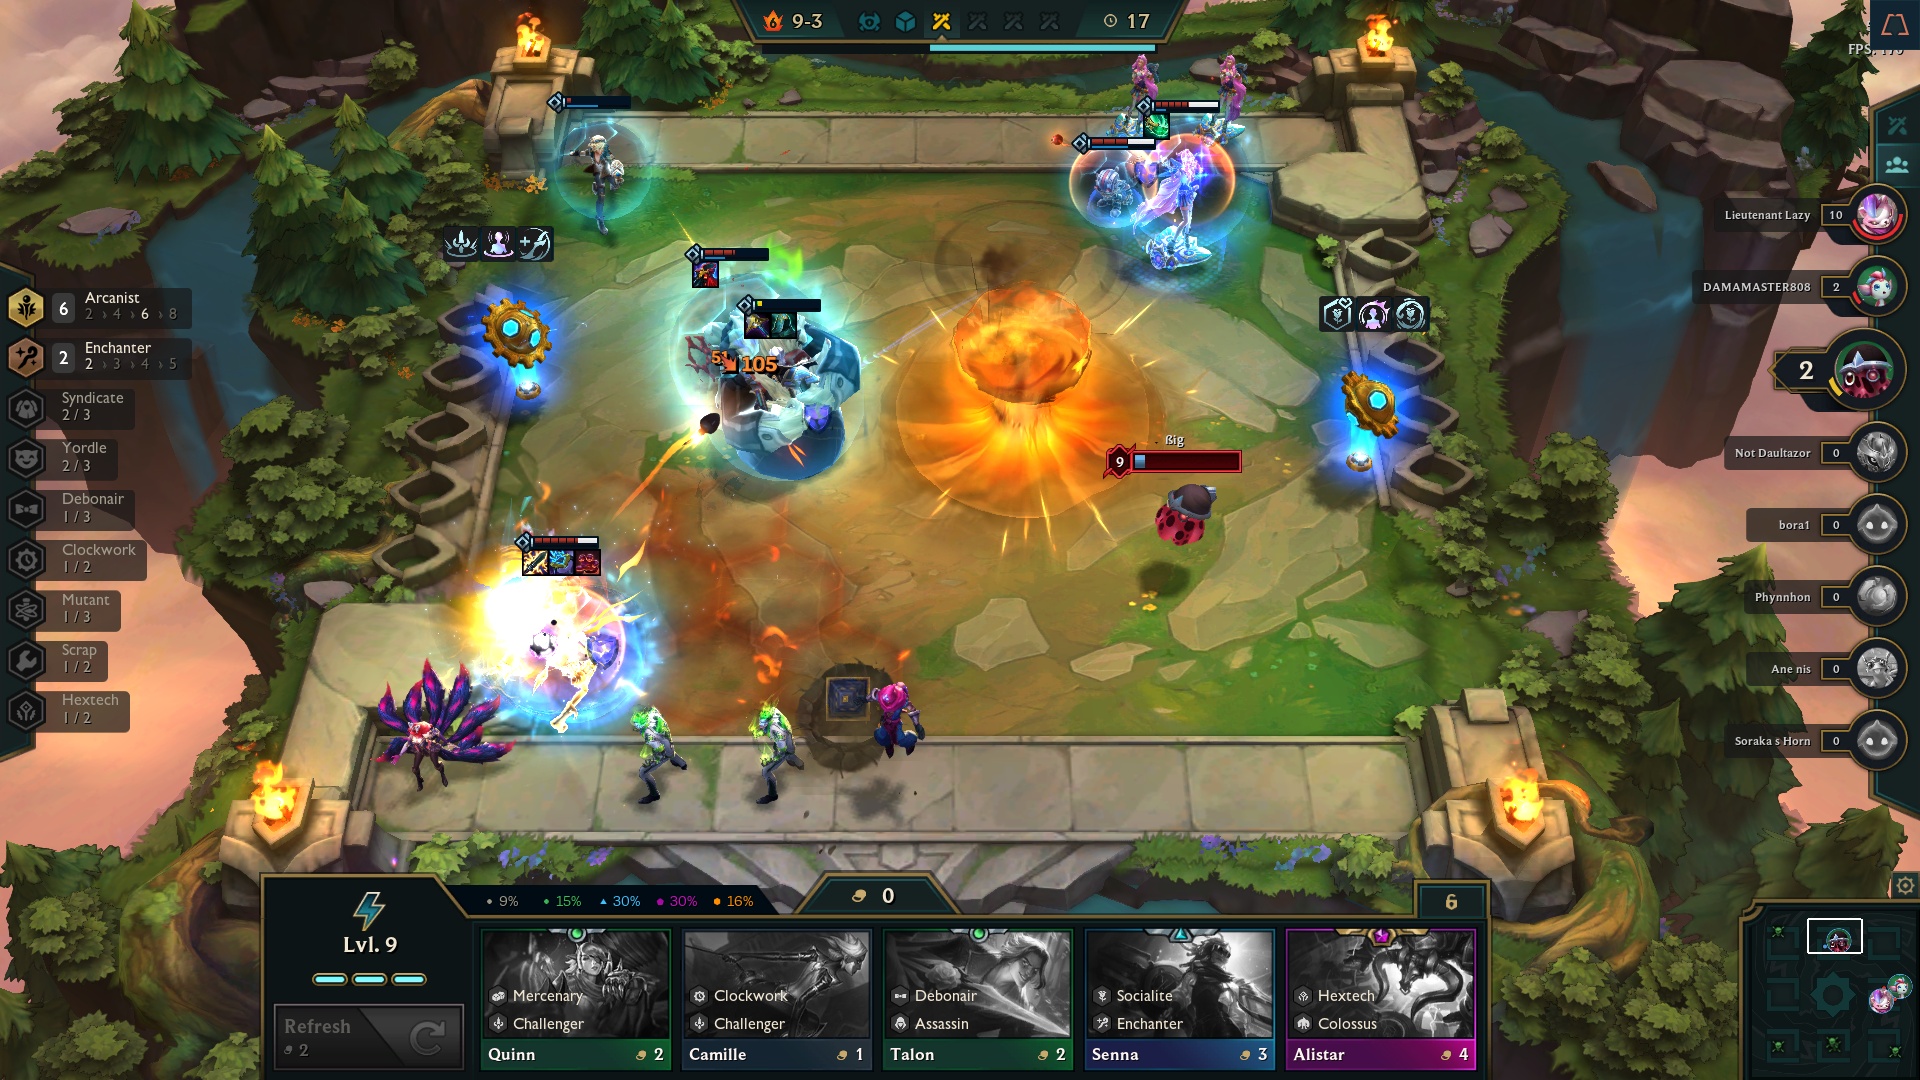 9-3
17
FPS:
6
Arcanist
2 › 4 › 6 › 8
2
Enchanter
2 › 3 › 4 › 5
Syndicate
2 / 3
Yordle
2 / 3
Debonair
1 / 3
Clockwork
1 / 2
Mutant
1 / 3
Scrap
1 / 2
Hextech
1 / 2
51
105
ßig
9
Lieutenant Lazy
10
DAMAMASTER808
2
2
Not Daultazor
0
bora1
0
Phynnhon
0
Ane nis
0
Soraka s Horn
0
Lvl. 9
Refresh
2
9%
15%
30%
30%
16%
0
6
Mercenary
Challenger
Quinn
2
Clockwork
Challenger
Camille
1
Debonair
Assassin
Talon
2
Socialite
Enchanter
Senna
3
Hextech
Colossus
Alistar
4